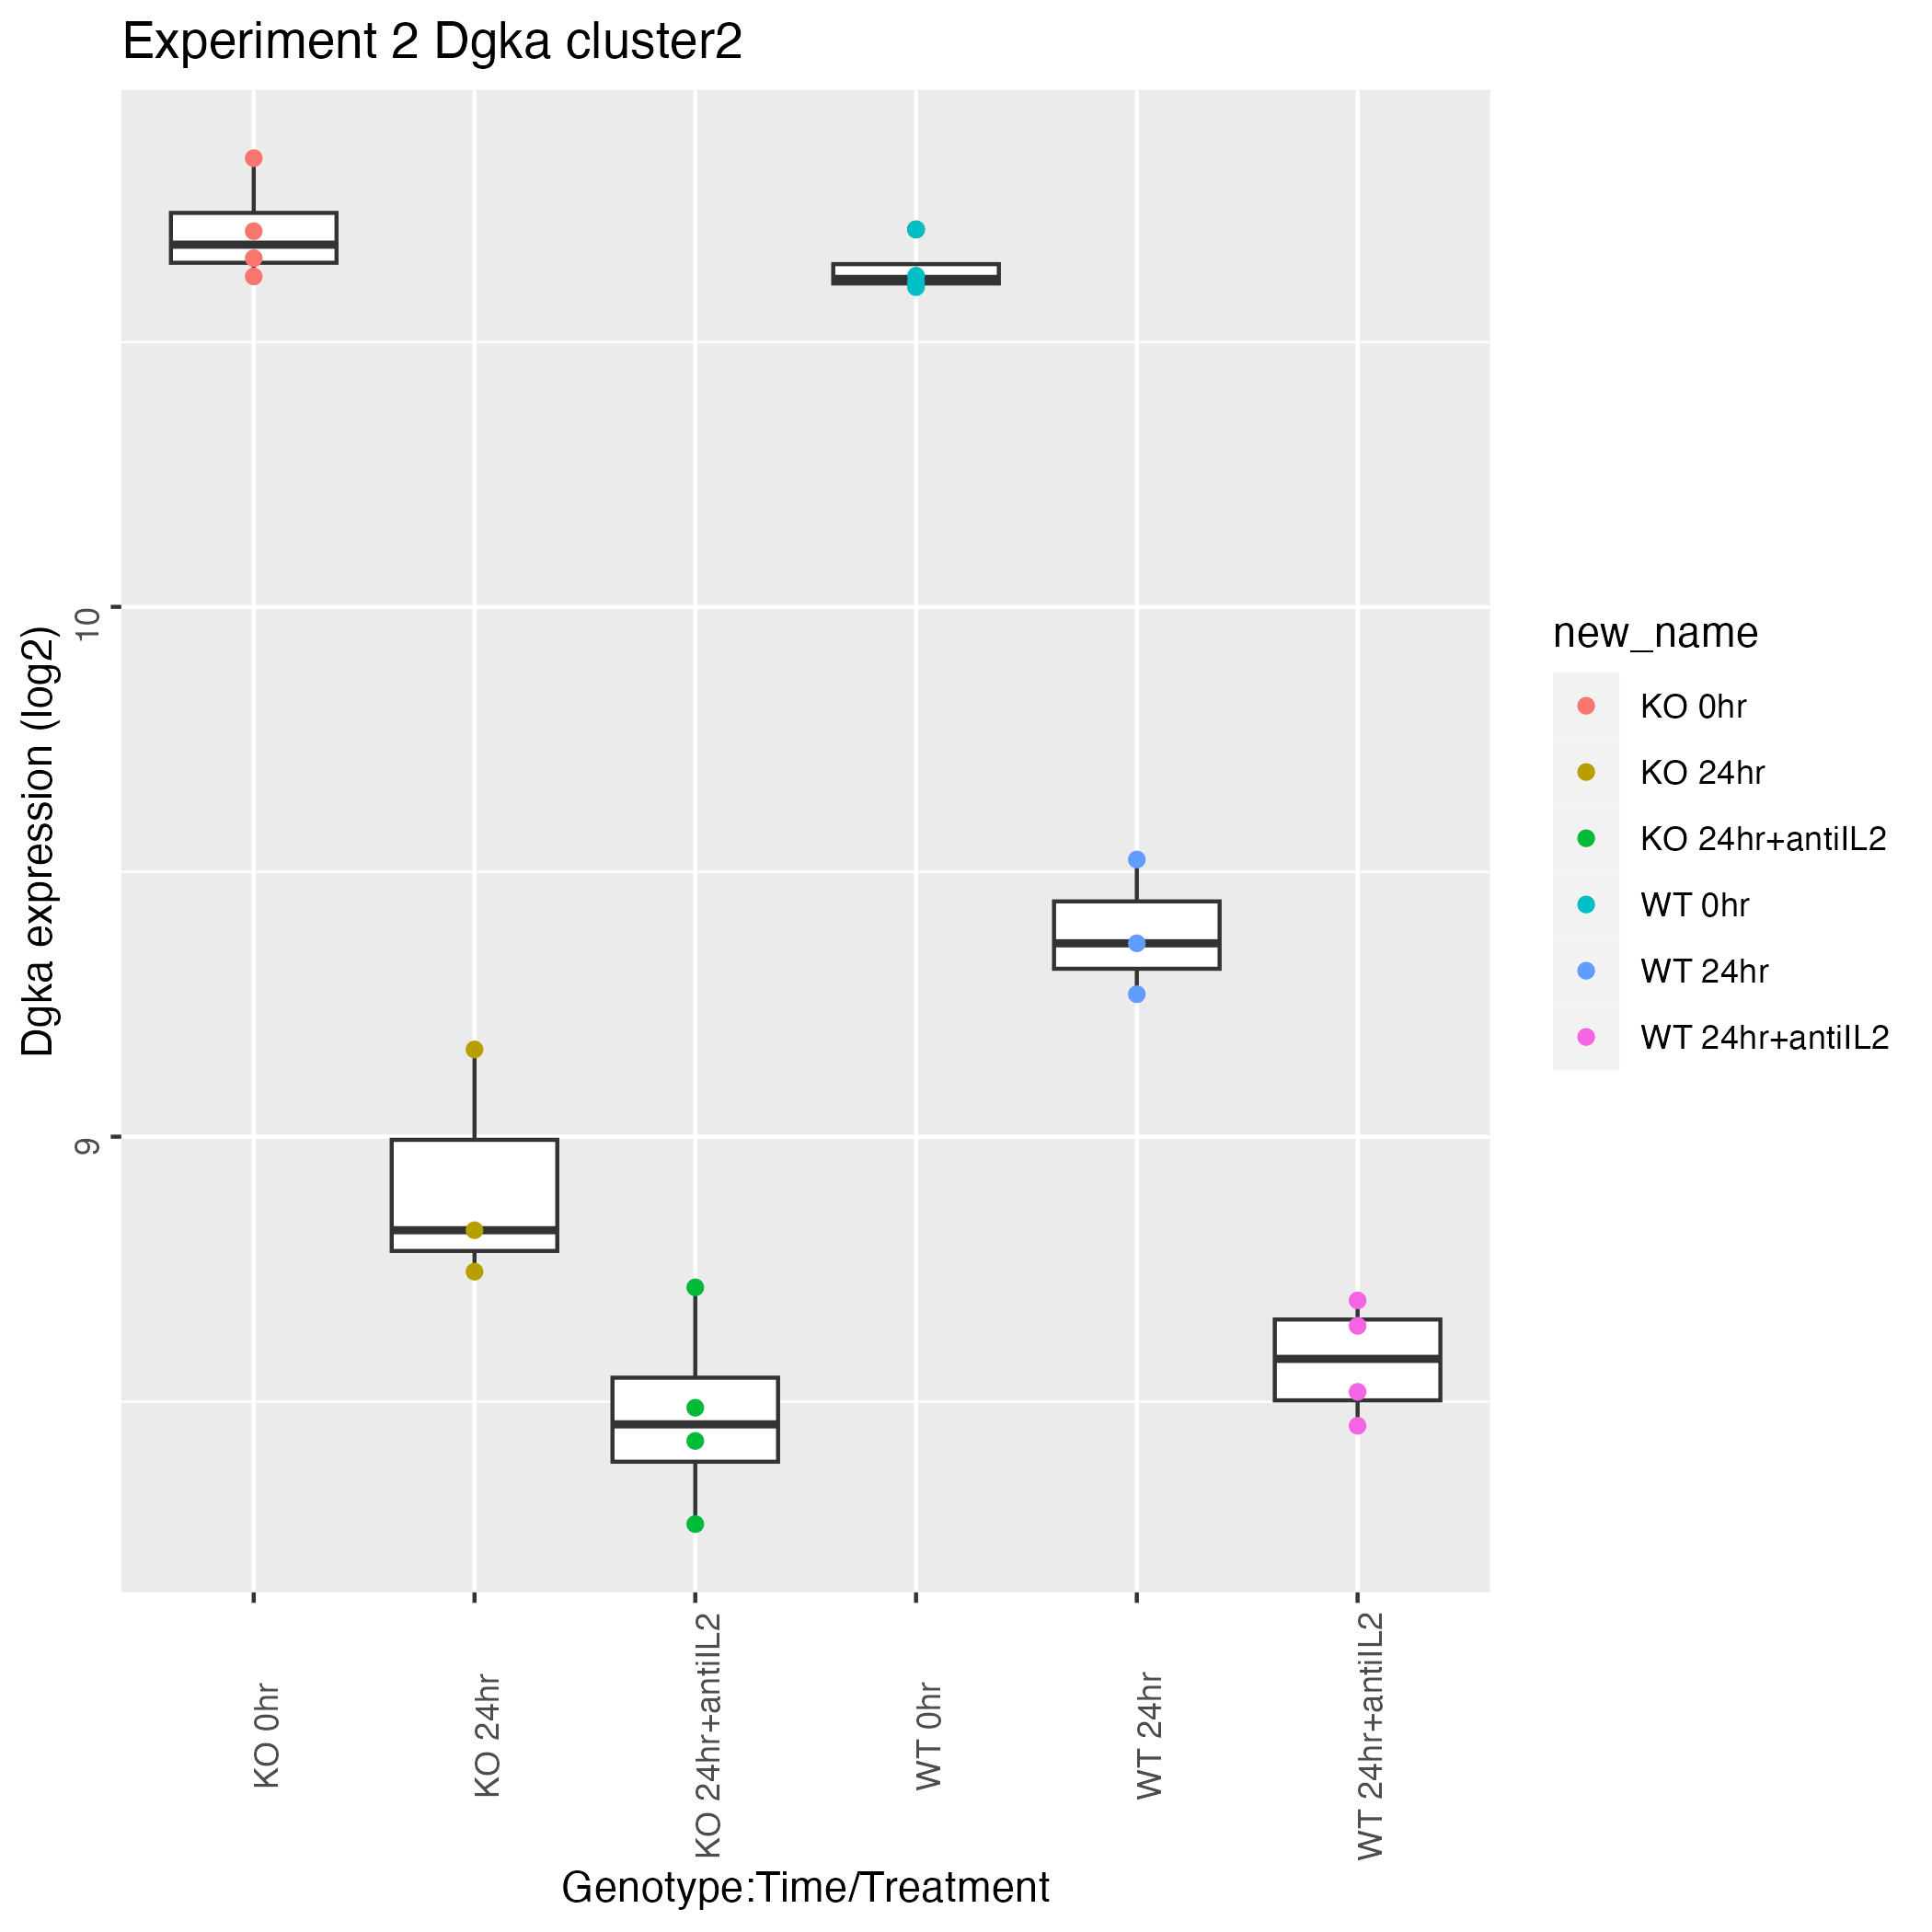 Experiment 2 Dgka cluster2
Dgka expression (log2)
10
9
KO 0hr
KO 24hr
KO 24hr+antiIL2
WT 0hr
WT 24hr
WT 24hr+antiIL2
Genotype:Time/Treatment
new_name
KO 0hr
KO 24hr
KO 24hr+antiIL2
WT 0hr
WT 24hr
WT 24hr+antiIL2